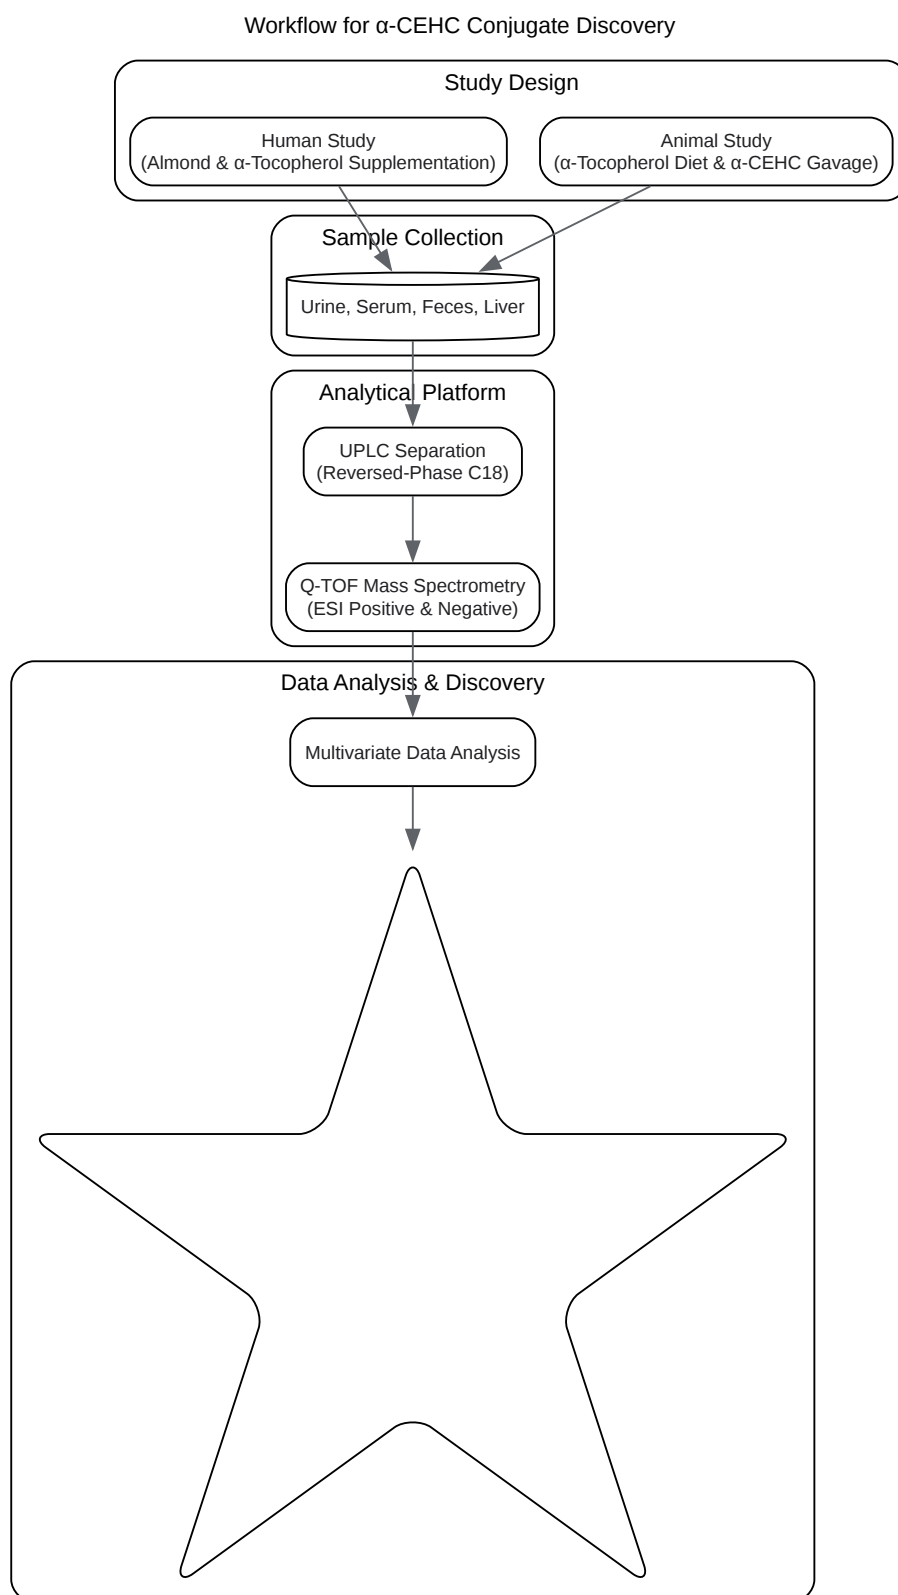 Workflow for α-CEHC Conjugate Discovery
Study Design
Human Study
(Almond & α-Tocopherol Supplementation)
Animal Study
(α-Tocopherol Diet & α-CEHC Gavage)
Sample Collection
Urine, Serum, Feces, Liver
Analytical Platform
UPLC Separation
(Reversed-Phase C18)
Q-TOF Mass Spectrometry
(ESI Positive & Negative)
Data Analysis & Discovery
Multivariate Data Analysis